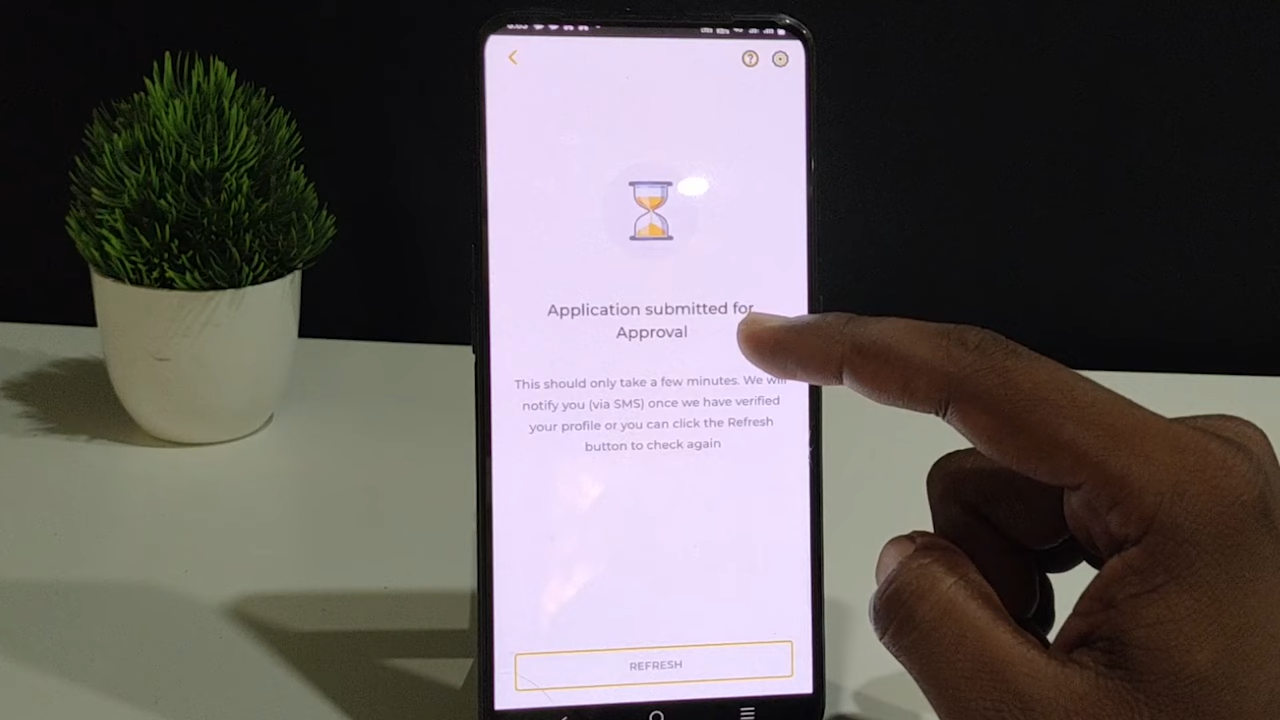 Application submitted for
Approval
This should only take a few minutes. We will
notify you (via SMS) once we have verified
your profile or you can click the Refresh
button to check again
REFRESH